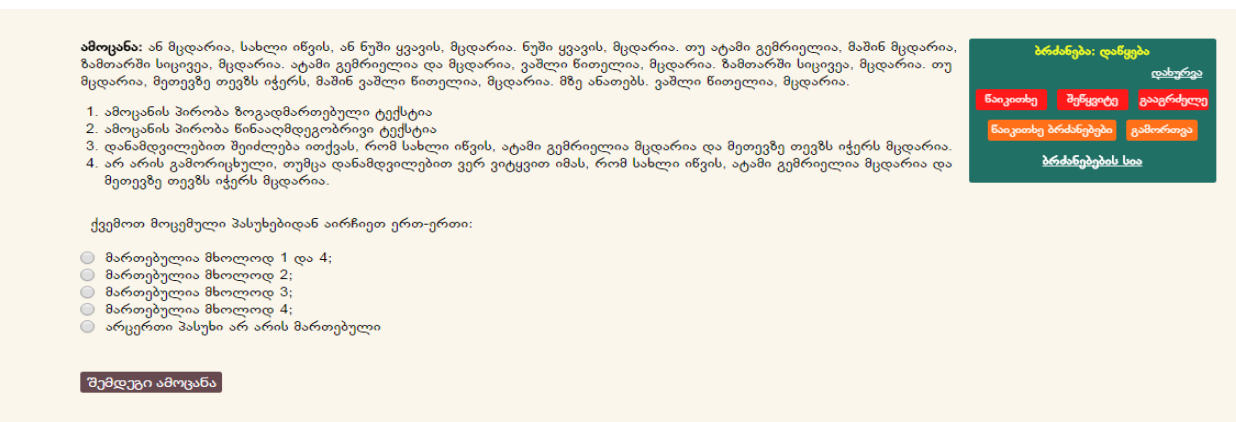 ამოცანა: ან მცდარია, სახლი იწვის, ან ნუში ყვავის, მცდარია. ნუში ყვავის, მცდარია. თუ ატამი გემრიელია, მაშინ მცდარია,
ზამთარში სიცივეა, მცდარია. ატამი გემრიელია და მცდარია, ვაშლი წითელია, მცდარია. ზამთარში სიცივეა, მცდარია. თუ
მცდარია, მეთევზე თევზს იჭერს, მაშინ ვაშლი წითელია, მცდარია. მზე ანათებს. ვაშლი წითელია, მცდარია.
1. ამოცანის პირობა ზოგადმართებული ტექსტია
2. ამოცანის პირობა წინააღმდეგობრივი ტექსტია
3. დანამდვილებით შეიძლება ითქვას, რომ სახლი იწვის, ატამი გემრიელია მცდარია და მეთევზე თევზს იჭერს მცდარია.
4. არ არის გამორიცხული, თუმცა დანამდვილებით ვერ ვიტყვით იმას, რომ სახლი იწვის, ატამი გემრიელია მცდარია და
მეთევზე თევზს იჭერს მცდარია.
ქვემოთ მოცემული პასუხებიდან აირჩიეთ ერთ-ერთი:
მართებულია მხოლოდ 1 და 4;
მართებულია მხოლოდ 2;
მართებულია მხოლოდ 3;
მართებულია მხოლოდ 4;
არცერთი პასუხი არ არის მართებული
შემდეგი ამოცანა
ბრძანება: დაწყება
დახურვა
წაიკითხე შეწყვიტე გააგრძელე
წაიკითხე ბრძანებები გამორთვა
ბრძანებების სია